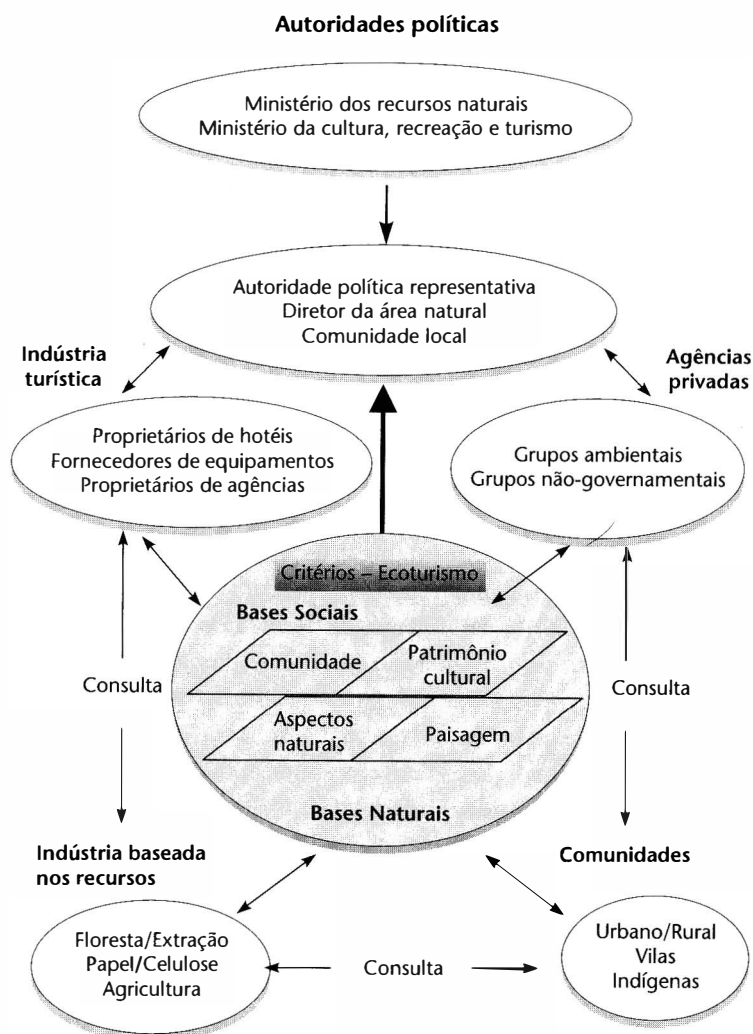 Autoridades políticas
Ministério dos recursos naturais
Ministério da cultura, recreação e turismo
Autoridade política representativa
Diretor da área natural
Comunidade local
Indústria
turística
Agências
privadas
Proprietários de hotéis
Fornecedores de equipamentos
Proprietários de agências
Grupos ambientais
Grupos não-governamentais
Critérios – Ecoturismo
Bases Sociais
Comunidade
Patrimônio
cultural
Consulta
Consulta
Aspectos
naturais
Paisagem
Bases Naturais
Indústria baseada
nos recursos
Comunidades
Floresta/Extração
Papel/Celulose
Agricultura
Consulta
Urbano/Rural
Vilas
Indígenas